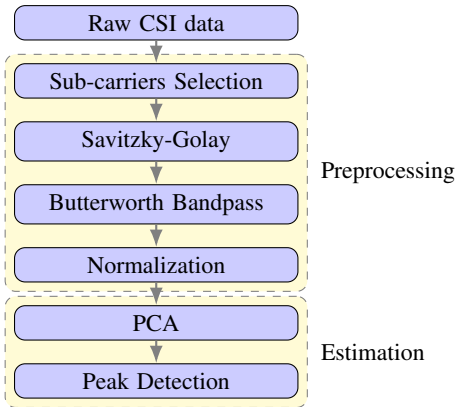 Raw CSI data
Sub-carriers Selection
Savitzky-Golay
Butterworth Bandpass
Normalization
Preprocessing
PCA
Peak Detection
Estimation